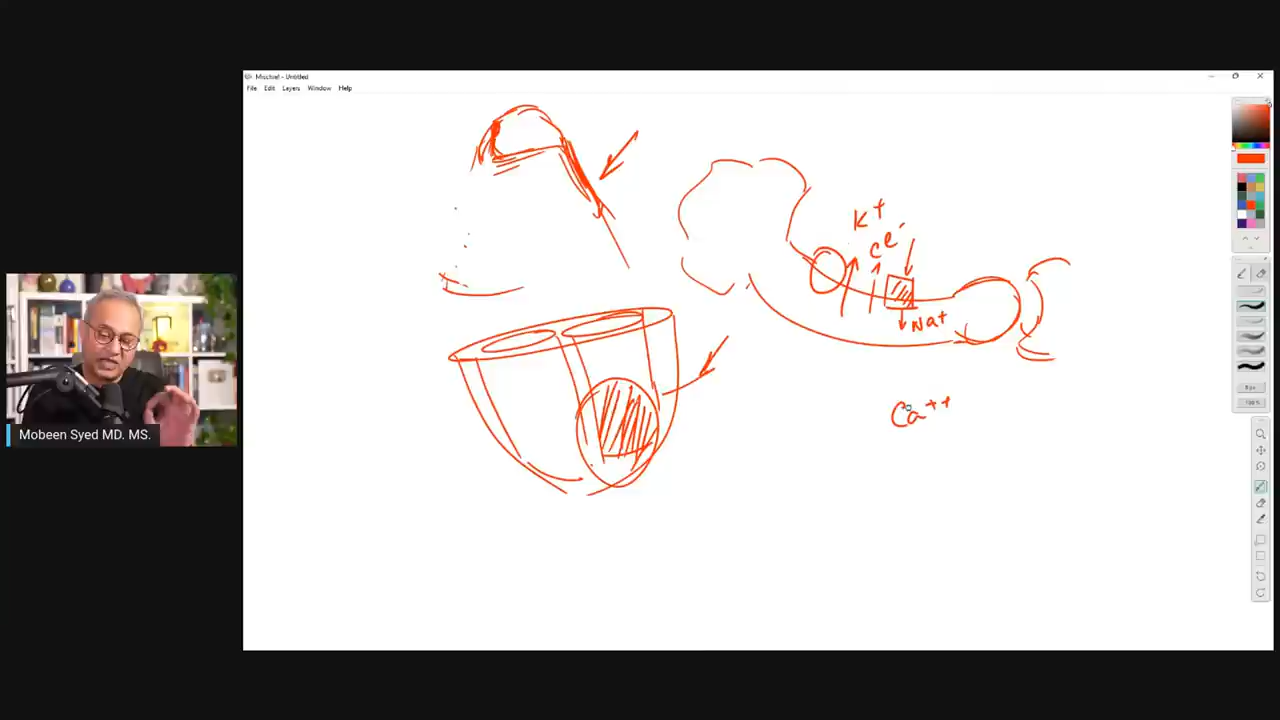 Mischief - Untitled
File Edit Layers Window Help
K+
Cl-
Na+
Ca++
Mobeen Syed MD. MS.